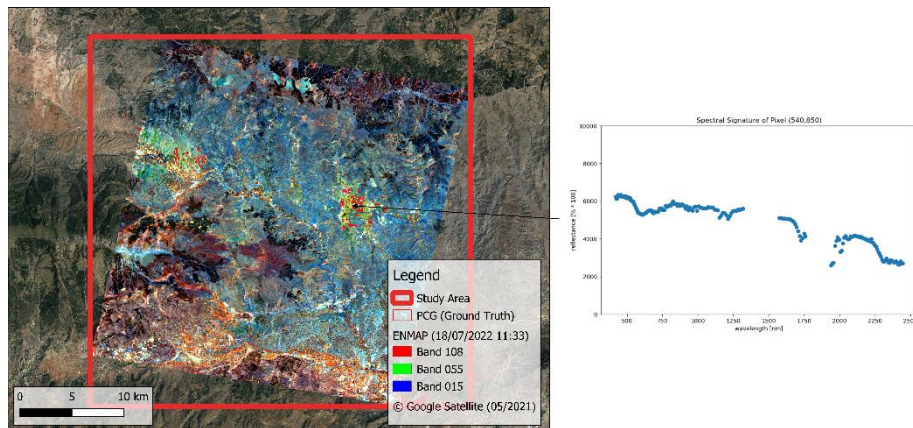 Legend
Study Area
PCG (Ground Truth)
ENMAP (18/07/2022 11:33)
Band 108
Band 055
Band 015
© Google Satellite (05/2021)
0 5 10 km
Spectral Signature of Pixel (540,850)
reflectance [% * 100]
10000
8000
6000
4000
2000
0
500 750 1000 1250 1500 1750 2000 2250 2500
wavelength [nm]